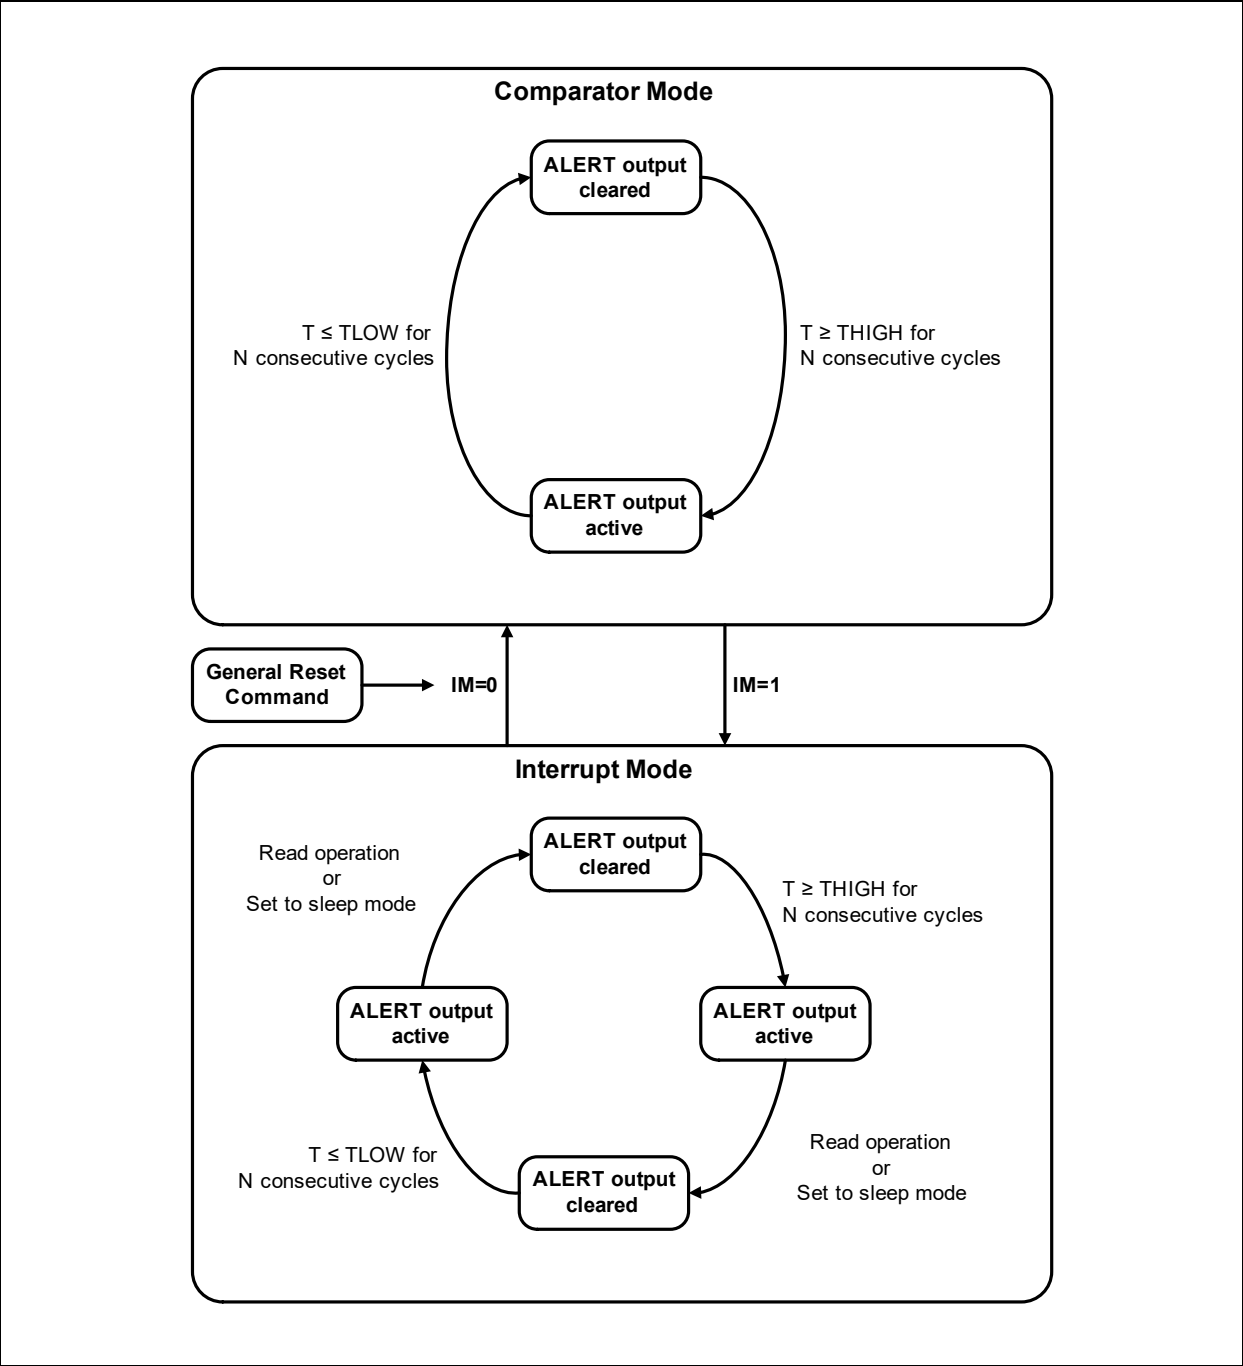 Comparator Mode
ALERT output
cleared
T ≤ TLOW for
N consecutive cycles
T ≥ THIGH for
N consecutive cycles
ALERT output
active
General Reset
Command
IM=0
IM=1
Interrupt Mode
ALERT output
cleared
Read operation
or
Set to sleep mode
T ≥ THIGH for
N consecutive cycles
ALERT output
active
ALERT output
active
T ≤ TLOW for
N consecutive cycles
Read operation
or
Set to sleep mode
ALERT output
cleared